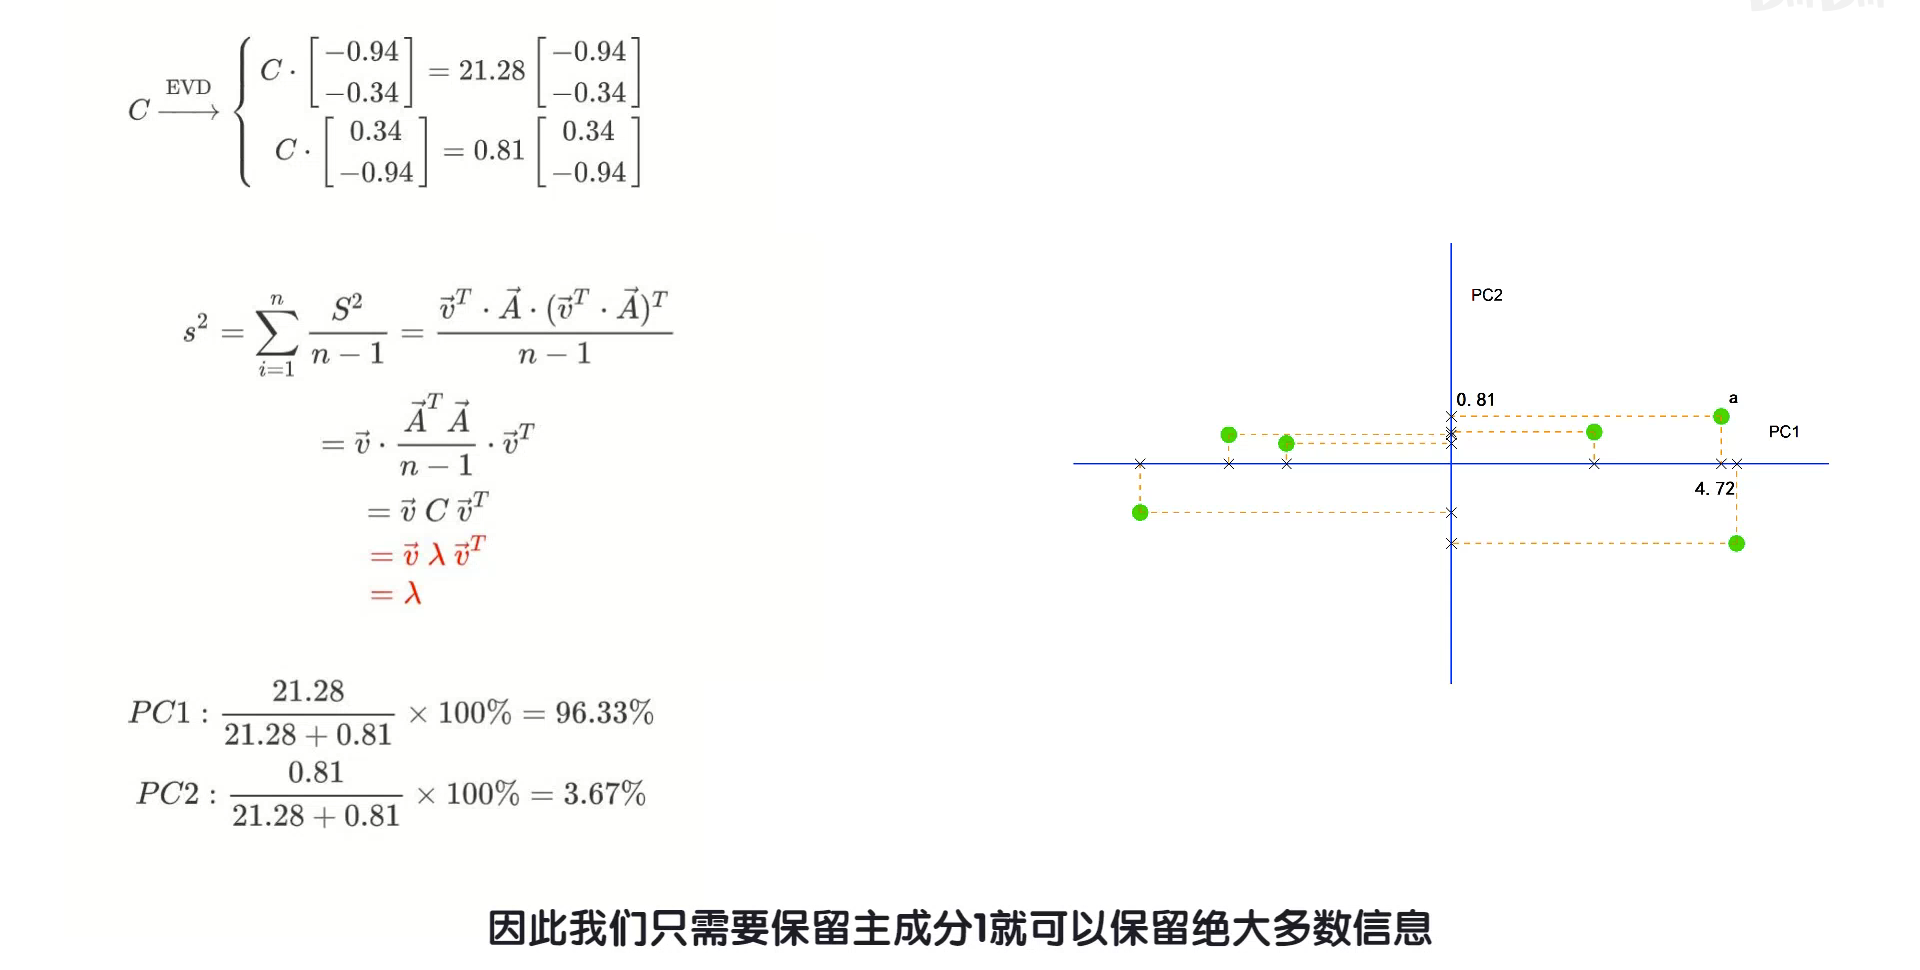 C \xrightarrow{EVD} \begin{cases} C \cdot \begin{bmatrix} -0.94 \\ -0.34 \end{bmatrix} = 21.28 \begin{bmatrix} -0.94 \\ -0.34 \end{bmatrix} \\ C \cdot \begin{bmatrix} 0.34 \\ -0.94 \end{bmatrix} = 0.81 \begin{bmatrix} 0.34 \\ -0.94 \end{bmatrix} \end{cases}
s^2 = \sum_{i=1}^{n} \frac{S^2}{n-1} = \frac{\vec{v}^T \cdot \vec{A} \cdot (\vec{v}^T \cdot \vec{A})^T}{n-1}
= \vec{v} \cdot \frac{\vec{A}^T \vec{A}}{n-1} \cdot \vec{v}^T
= \vec{v} C \vec{v}^T
= \vec{v} λ \vec{v}^T
= λ
PC1 : \frac{21.28}{21.28 + 0.81} × 100% = 96.33%
PC2 : \frac{0.81}{21.28 + 0.81} × 100% = 3.67%
PC2
0.81
a
PC1
4.72
因此我们只需要保留主成分1就可以保留绝大多数信息